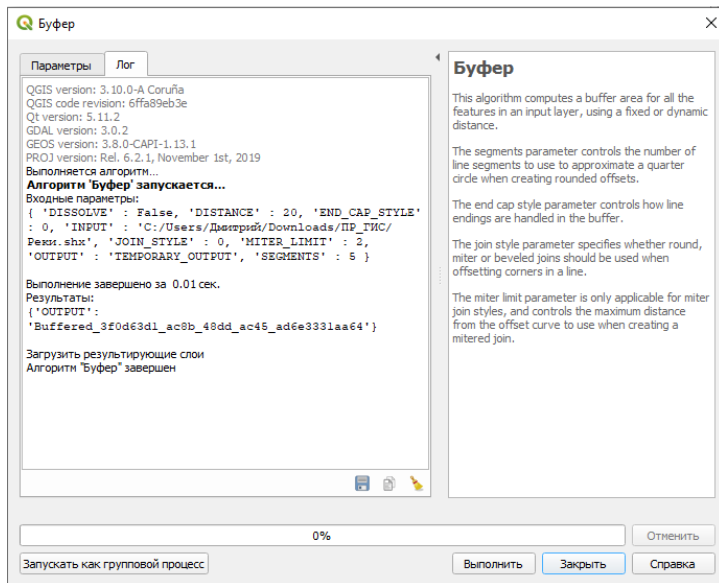 Буфер
Параметры
Лог
QGIS version: 3.10.0-A Coruña
QGIS code revision: 6ffa89eb3e
Qt version: 5.11.2
GDAL version: 3.0.2
GEOS version: 3.8.0-CAPI-1.13.1
PROJ version: Rel. 6.2.1, November 1st, 2019
Выполняется алгоритм…
Алгоритм 'Буфер' запускается…
Входные параметры:
{ 'DISSOLVE' : False, 'DISTANCE' : 20, 'END_CAP_STYLE'
: 0, 'INPUT' : 'C:/Users/Дмитрий/Downloads/ПР_ГИС/
Реки.shx', 'JOIN_STYLE' : 0, 'MITER_LIMIT' : 2,
'OUTPUT' : 'TEMPORARY_OUTPUT', 'SEGMENTS' : 5 }
Выполнение завершено за 0.01 сек.
Результаты:
{'OUTPUT':
'Buffered_3f0d63d1_ac8b_48dd_ac45_ad6e3331aa64'}
Загрузить результирующие слои
Алгоритм "Буфер" завершен
Буфер
This algorithm computes a buffer area for all the
features in an input layer, using a fixed or dynamic
distance.
The segments parameter controls the number of
line segments to use to approximate a quarter
circle when creating rounded offsets.
The end cap style parameter controls how line
endings are handled in the buffer.
The join style parameter specifies whether round,
miter or beveled joins should be used when
offsetting corners in a line.
The miter limit parameter is only applicable for miter
join styles, and controls the maximum distance
from the offset curve to use when creating a
mitered join.
0%
Отменить
Запускать как групповой процесс
Выполнить
Закрыть
Справка